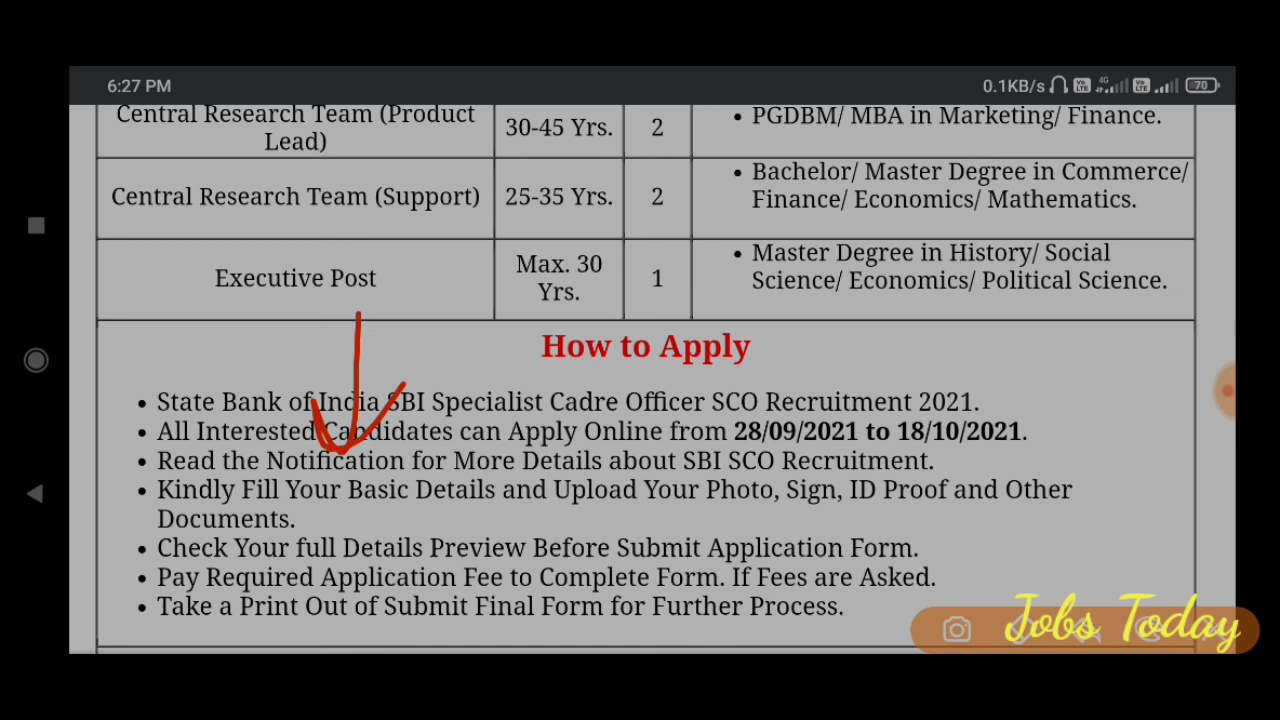 6:27 PM 0.1KB/s Vo LTE 4G Vo LTE 70
Central Research Team (Product
Lead)
30-45 Yrs.
2
• PGDBM/ MBA in Marketing/ Finance.
Central Research Team (Support)
25-35 Yrs.
2
• Bachelor/ Master Degree in Commerce/
Finance/ Economics/ Mathematics.
Executive Post
Max. 30
Yrs.
1
• Master Degree in History/ Social
Science/ Economics/ Political Science.
How to Apply
• State Bank of India SBI Specialist Cadre Officer SCO Recruitment 2021.
• All Interested Candidates can Apply Online from 28/09/2021 to 18/10/2021.
• Read the Notification for More Details about SBI SCO Recruitment.
• Kindly Fill Your Basic Details and Upload Your Photo, Sign, ID Proof and Other
Documents.
• Check Your full Details Preview Before Submit Application Form.
• Pay Required Application Fee to Complete Form. If Fees are Asked.
• Take a Print Out of Submit Final Form for Further Process.
Jobs Today